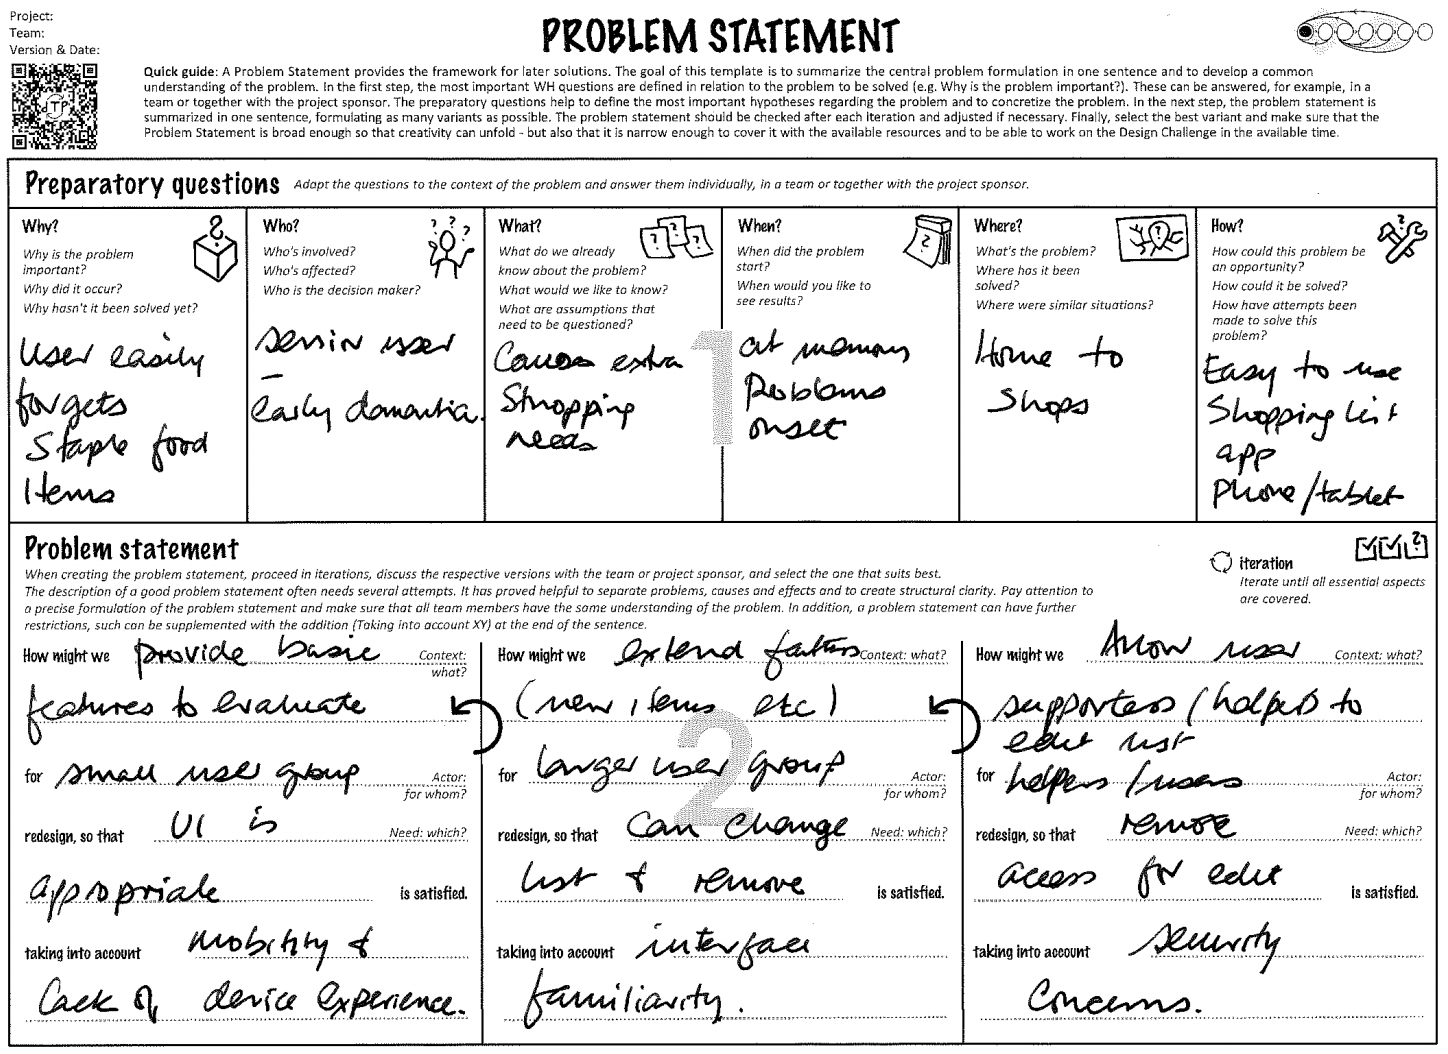 Project:
Team:
Version & Date:
PROBLEM STATEMENT
Quick guide: A Problem Statement provides the framework for later solutions. The goal of this template is to summarize the central problem formulation in one sentence and to develop a common
understanding of the problem. In the first step, the most important WH questions are defined in relation to the problem to be solved (e.g. Why is the problem important?). These can be answered, for example, in a
team or together with the project sponsor. The preparatory questions help to define the most important hypotheses regarding the problem and to concretize the problem. In the next step, the problem statement is
summarized in one sentence, formulating as many variants as possible. The problem statement should be checked after each iteration and adjusted if necessary. Finally, select the best variant and make sure that the
Problem Statement is broad enough so that creativity can unfold - but also that it is narrow enough to cover it with the available resources and to be able to work on the Design Challenge in the available time.
DTP
Preparatory questions Adapt the questions to the context of the problem and answer them individually, in a team or together with the project sponsor.
Why?
Why is the problem
important?
Why did it occur?
Why hasn't it been solved yet?
User easily
forgets
Staple food
Items
Who?
Who's involved?
Who's affected?
Who is the decision maker?
senior user
–
early domentia.
What?
What do we already
know about the problem?
What would we like to know?
What are assumptions that
need to be questioned?
Causes extra
Shopping
needs
1
When?
When did the problem
start?
When would you like to
see results?
at memory
Problems
onset
Where?
What's the problem?
Where has it been
solved?
Where were similar situations?
Home to
Shops
How?
How could this problem be
an opportunity?
How could it be solved?
How have attempts been
made to solve this
problem?
Easy to use
Shopping list
app
Phone/tablet
Problem statement
When creating the problem statement, proceed in iterations, discuss the respective versions with the team or project sponsor, and select the one that suits best.
The description of a good problem statement often needs several attempts. It has proved helpful to separate problems, causes and effects and to create structural clarity. Pay attention to
a precise formulation of the problem statement and make sure that all team members have the same understanding of the problem. In addition, a problem statement can have further
restrictions, such can be supplemented with the addition (Taking into account XY) at the end of the sentence.
iteration
Iterate until all essential aspects
are covered.
How might we provide basic Context:
what?
features to evaluate
for small user group Actor:
for whom?
redesign, so that UI is Need: which?
appropriate is satisfied.
taking into account Mobility &
Lack of device experience.
2
How might we extend factors Context: what?
(new items etc)
for larger user group Actor:
for whom?
redesign, so that Can change Need: which?
list & remove is satisfied.
taking into account interface
familiarity.
How might we Allow user Context: what?
supporters/helpers to
edit list
for helpers/users Actor:
for whom?
redesign, so that remote Need: which?
access for edit is satisfied.
taking into account security
Concerns.